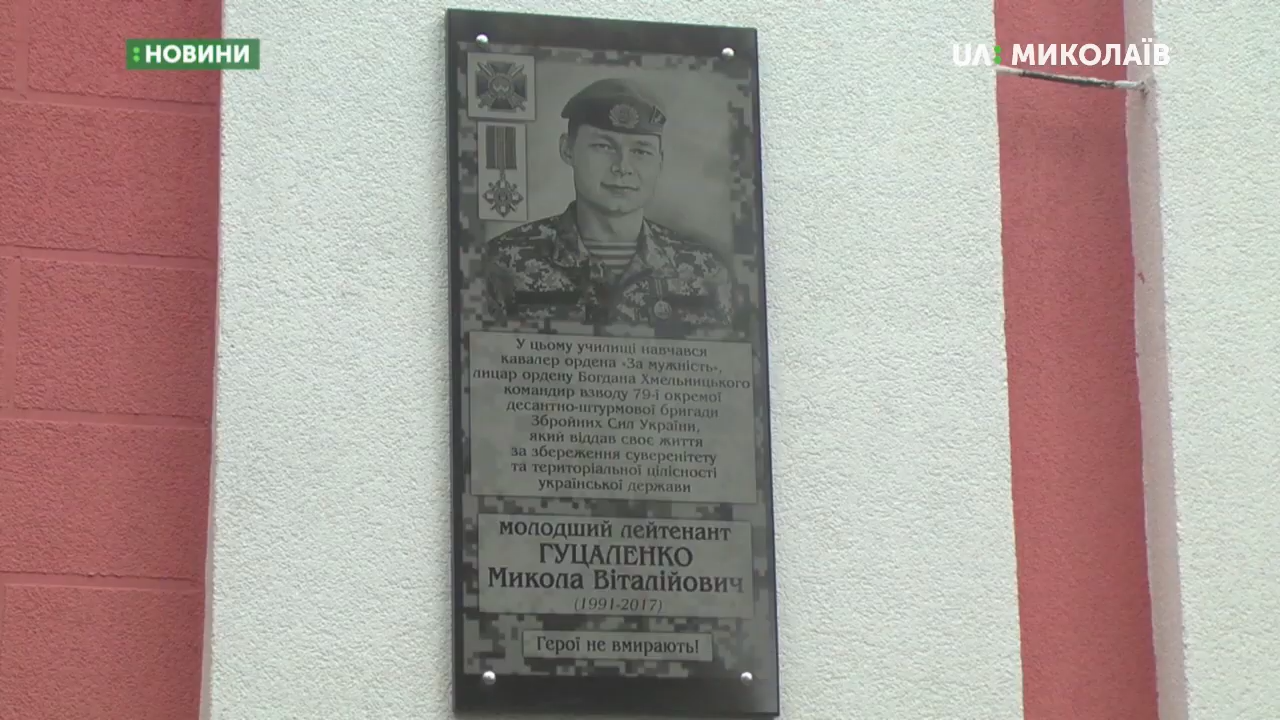 НОВИНИ
UA: МИКОЛАЇВ
У цьому училищі навчався
кавалер ордена «За мужність»,
лицар ордену Богдана Хмельницького
командир взводу 79-ї окремої
десантно-штурмової бригади
Збройних Сил України,
який віддав своє життя
за збереження суверенітету
та територіальної цілісності
української держави
молодший лейтенант
ГУЦАЛЕНКО
Микола Віталійович
(1991-2017)
Герої не вмирають!